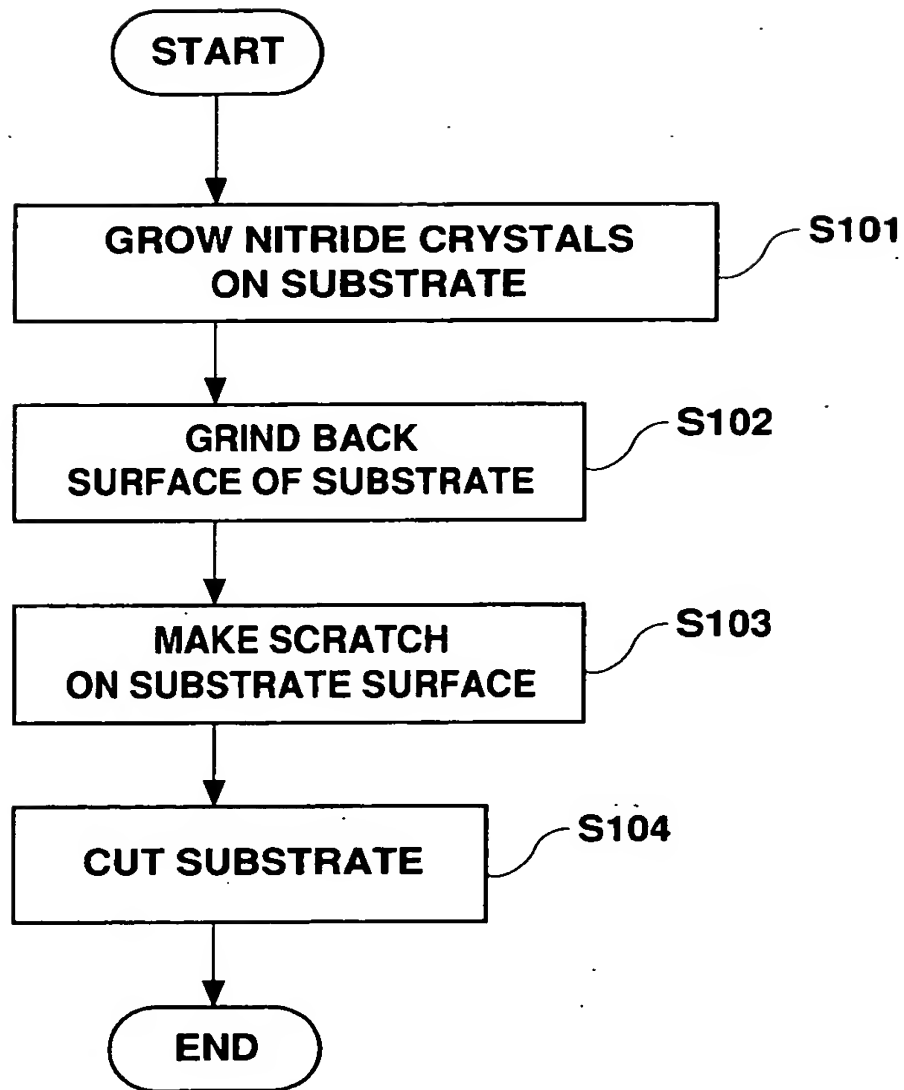 START
GROW NITRIDE CRYSTALS
ON SUBSTRATE
S101
GRIND BACK
SURFACE OF SUBSTRATE
S102
MAKE SCRATCH
ON SUBSTRATE SURFACE
S103
CUT SUBSTRATE
S104
END